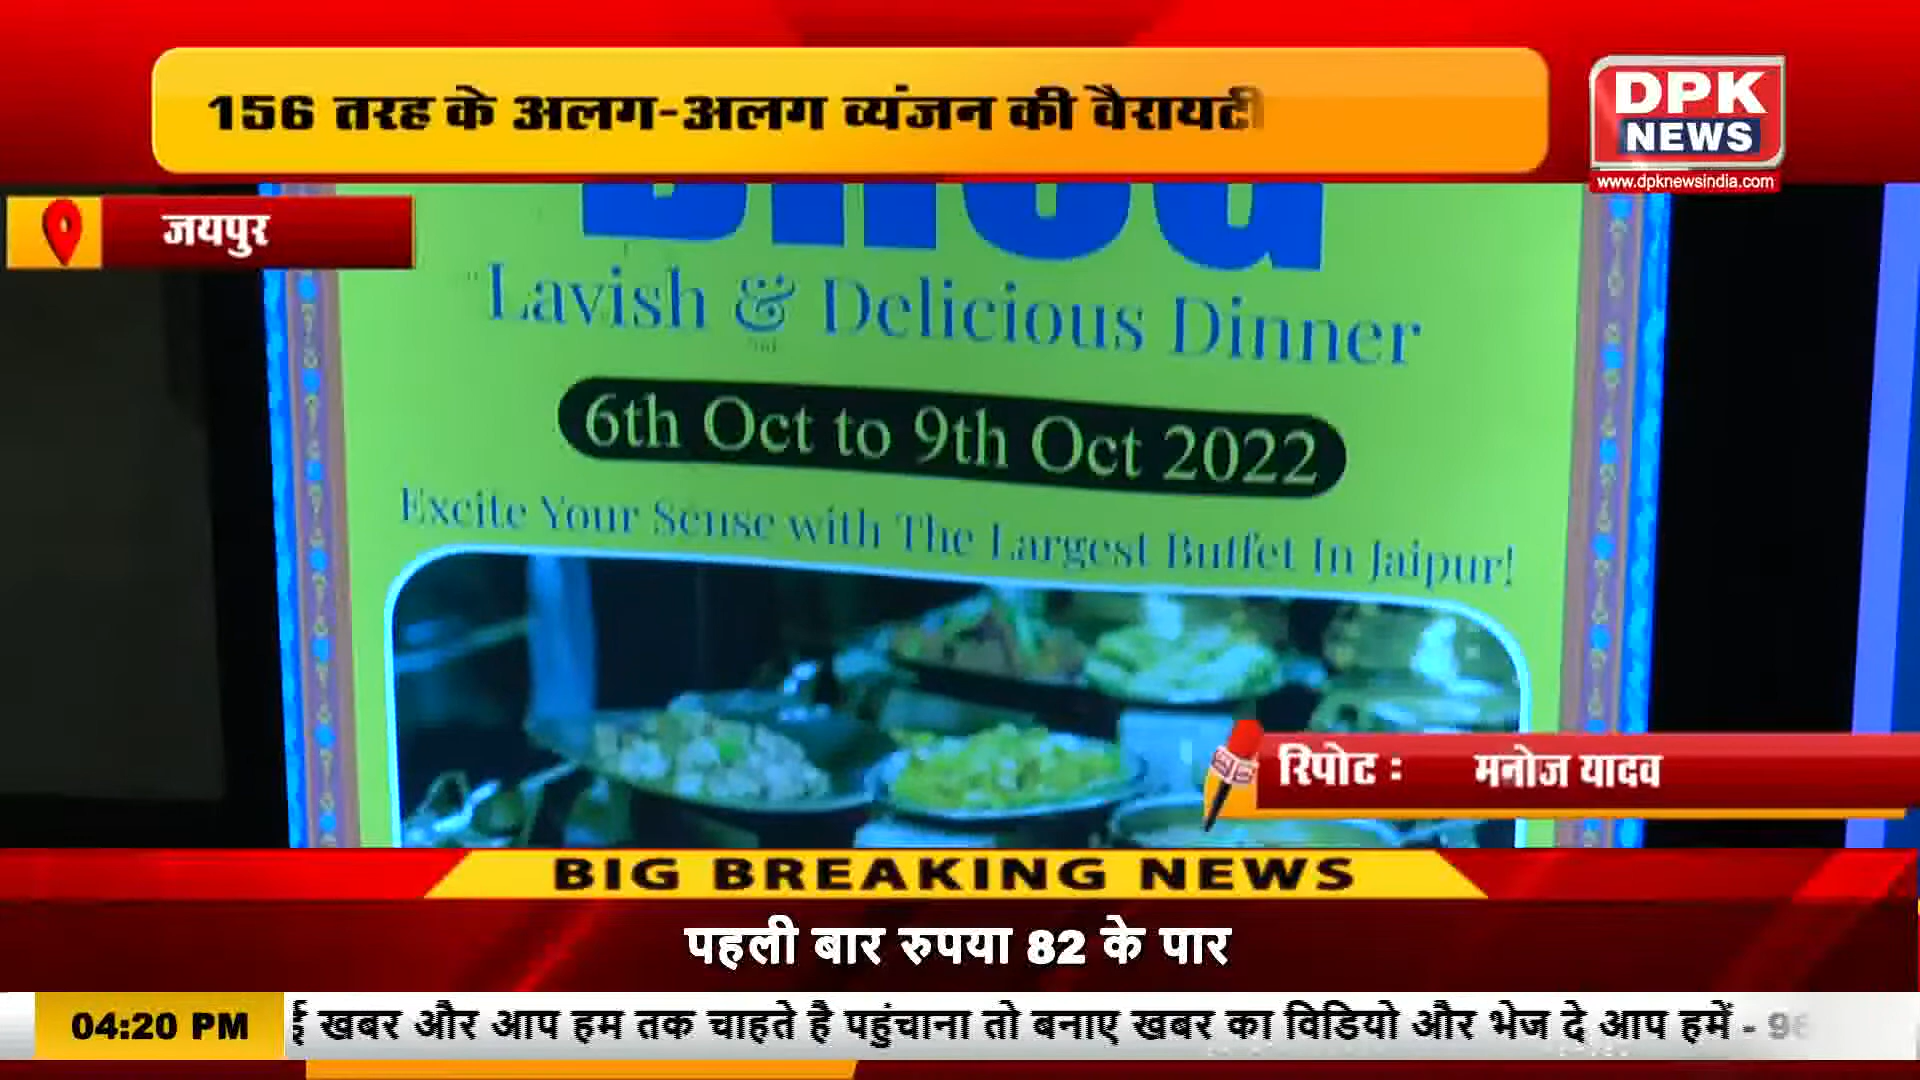 156 तरह के अलग-अलग व्यंजन की वैरायटी
DPK
NEWS
www.dpknewsindia.com
जयपुर
Lavish & Delicious Dinner
6th Oct to 9th Oct 2022
Excite Your Sense with The Largest Buffet In Jaipur!
रिपोट : मनोज यादव
BIG BREAKING NEWS
पहली बार रुपया 82 के पार
04:20 PM
ई खबर और आप हम तक चाहते है पहुंचाना तो बनाए खबर का विडियो और भेज दे आप हमें - 96